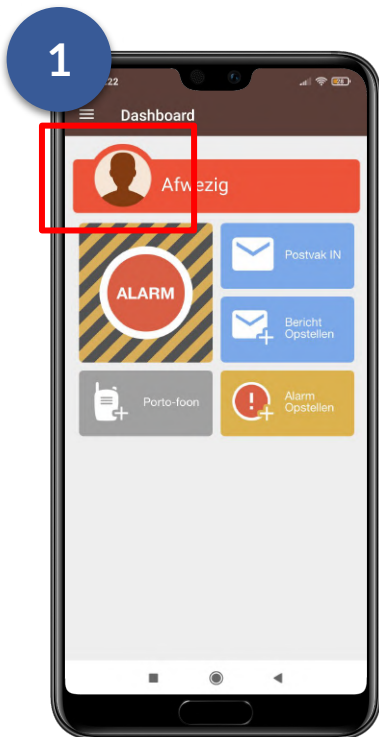 1
:22
Dashboard
Afwezig
ALARM
Postvak IN
Bericht
Opstellen
Porto-foon
Alarm
Opstellen